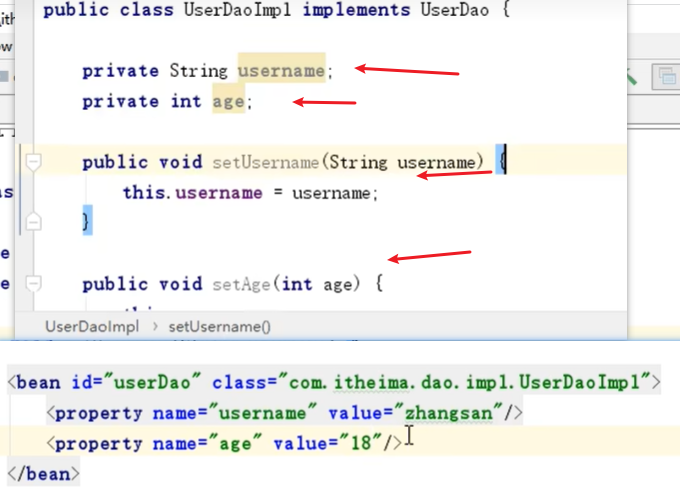 public class UserDaoImpl implements UserDao {
private String username;
private int age;
public void setUsername(String username) {
this.username = username;
}
public void setAge(int age) {
UserDaoImpl › setUsername()
<bean id="userDao" class="com.itheima.dao.impl.UserDaoImpl">
<property name="username" value="zhangsan"/>
<property name="age" value="18"/>
</bean>